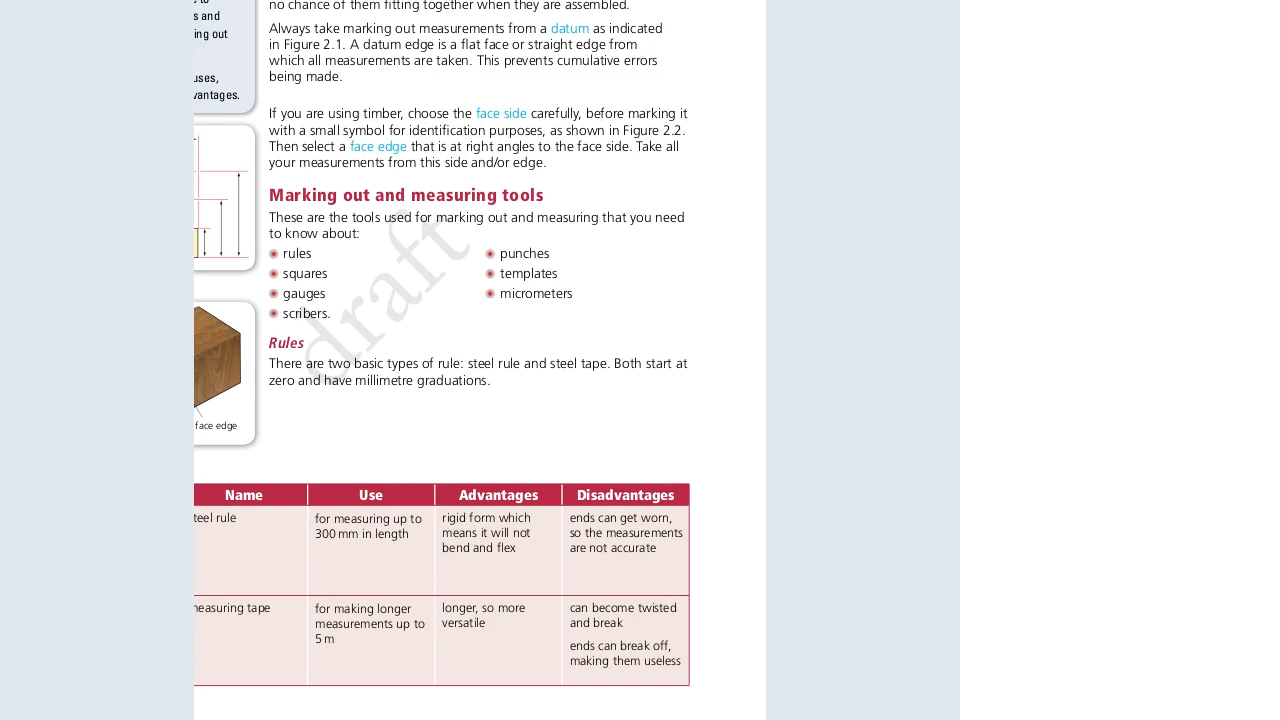 s and
ing out
uses,
vantages.
face edge
no chance of them fitting together when they are assembled.
Always take marking out measurements from a datum as indicated
in Figure 2.1. A datum edge is a flat face or straight edge from
which all measurements are taken. This prevents cumulative errors
being made.
If you are using timber, choose the face side carefully, before marking it
with a small symbol for identification purposes, as shown in Figure 2.2.
Then select a face edge that is at right angles to the face side. Take all
your measurements from this side and/or edge.
Marking out and measuring tools
These are the tools used for marking out and measuring that you need
to know about:
rules
squares
gauges
scribers.
punches
templates
micrometers
draft
Rules
There are two basic types of rule: steel rule and steel tape. Both start at
zero and have millimetre graduations.
Name Use Advantages Disadvantages
teel rule
for measuring up to
300 mm in length
rigid form which
means it will not
bend and flex
ends can get worn,
so the measurements
are not accurate
measuring tape
for making longer
measurements up to
5 m
longer, so more
versatile
can become twisted
and break
ends can break off,
making them useless